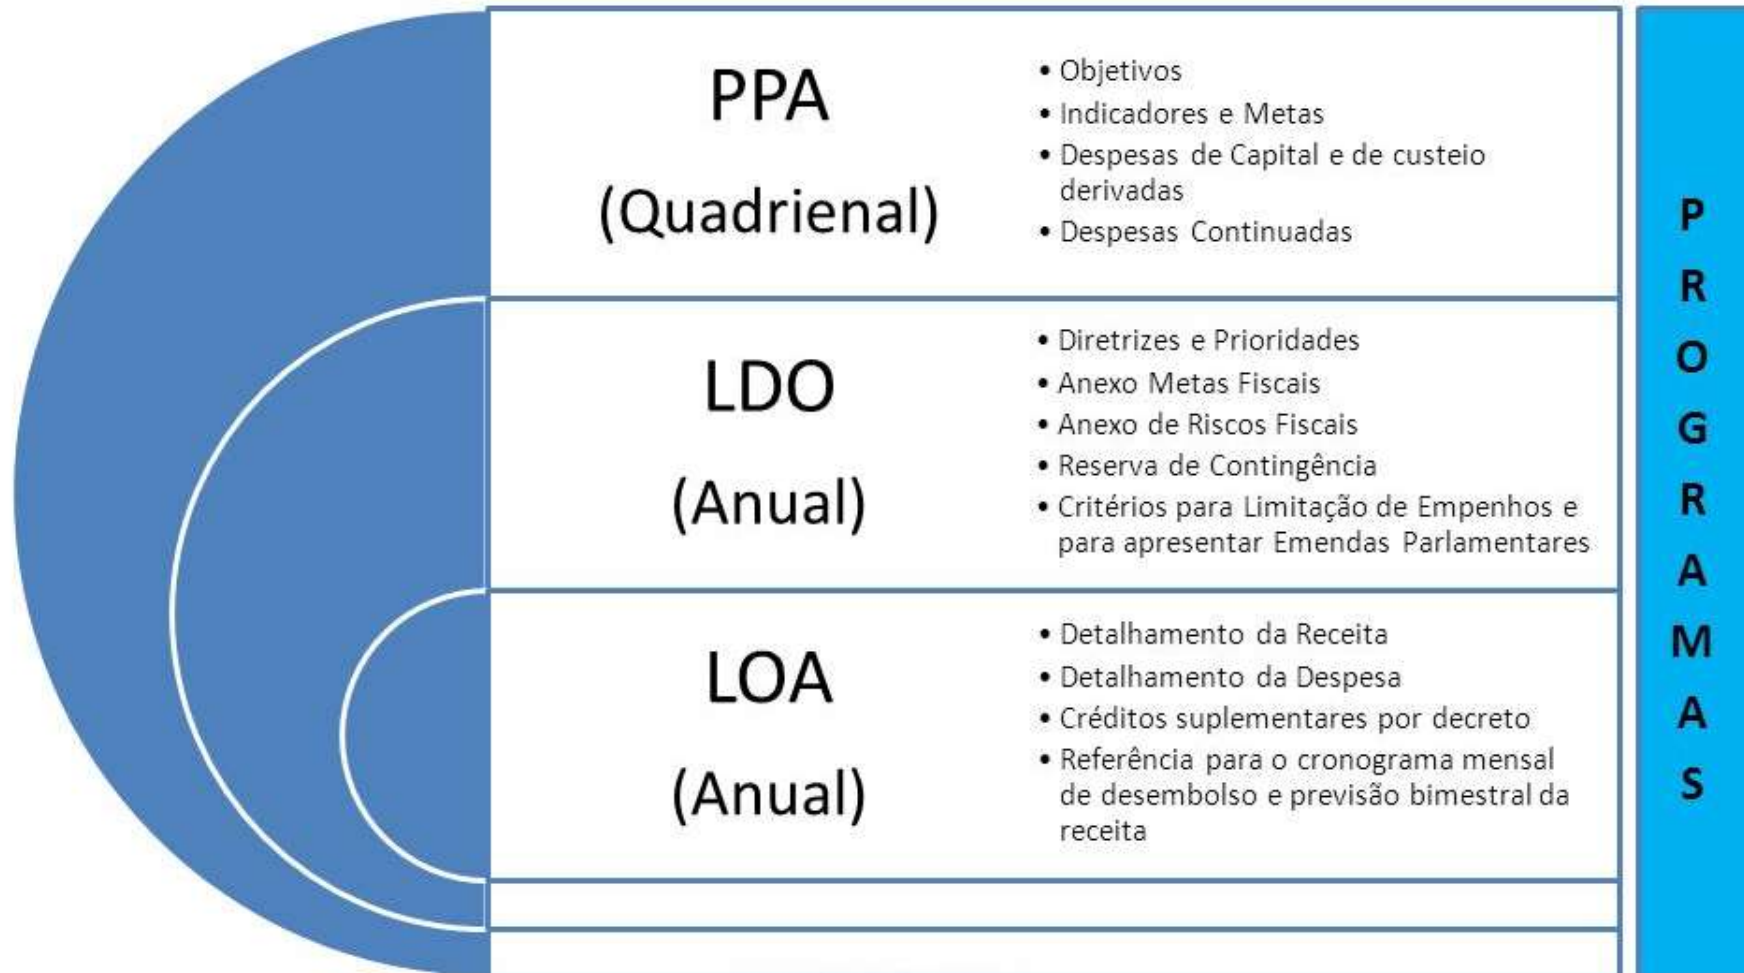 PPA
(Quadrienal)
• Objetivos
• Indicadores e Metas
• Despesas de Capital e de custeio
derivadas
• Despesas Continuadas
LDO
(Anual)
• Diretrizes e Prioridades
• Anexo Metas Fiscais
• Anexo de Riscos Fiscais
• Reserva de Contingência
• Critérios para Limitação de Empenhos e
para apresentar Emendas Parlamentares
LOA
(Anual)
• Detalhamento da Receita
• Detalhamento da Despesa
• Créditos suplementares por decreto
• Referência para o cronograma mensal
de desembolso e previsão bimestral da
receita
P
R
O
G
R
A
M
A
S